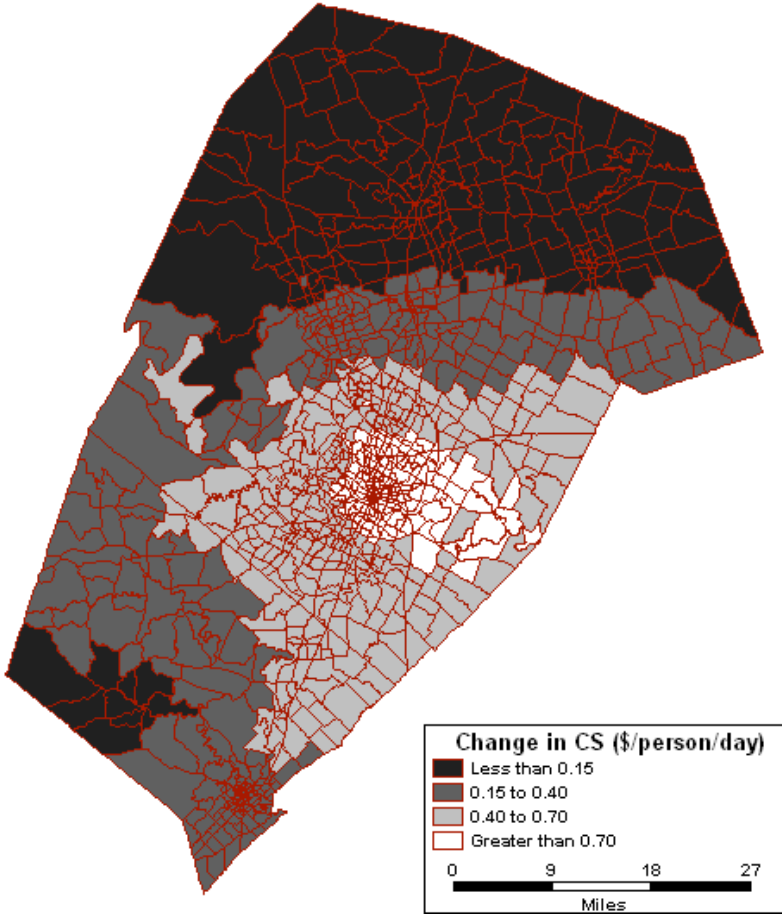 Change in CS ($/person/day)
Less than 0.15
0.15 to 0.40
0.40 to 0.70
Greater than 0.70
0 9 18 27
Miles